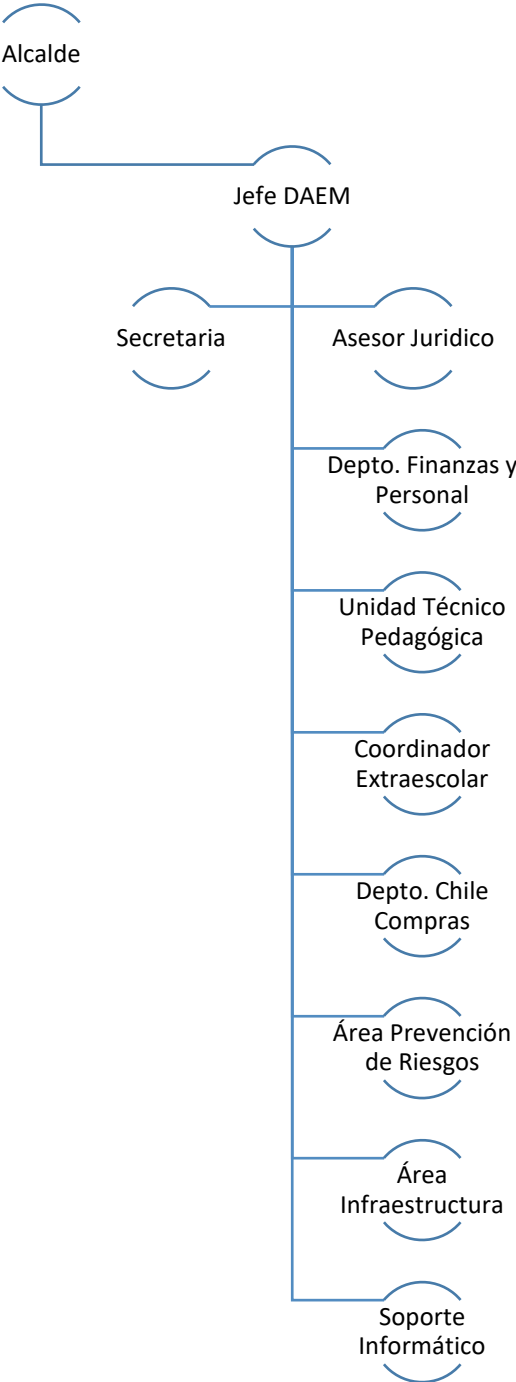 Alcalde
Jefe DAEM
Secretaria
Asesor Juridico
Depto. Finanzas y
Personal
Unidad Técnico
Pedagógica
Coordinador
Extraescolar
Depto. Chile
Compras
Área Prevención
de Riesgos
Área
Infraestructura
Soporte
Informático